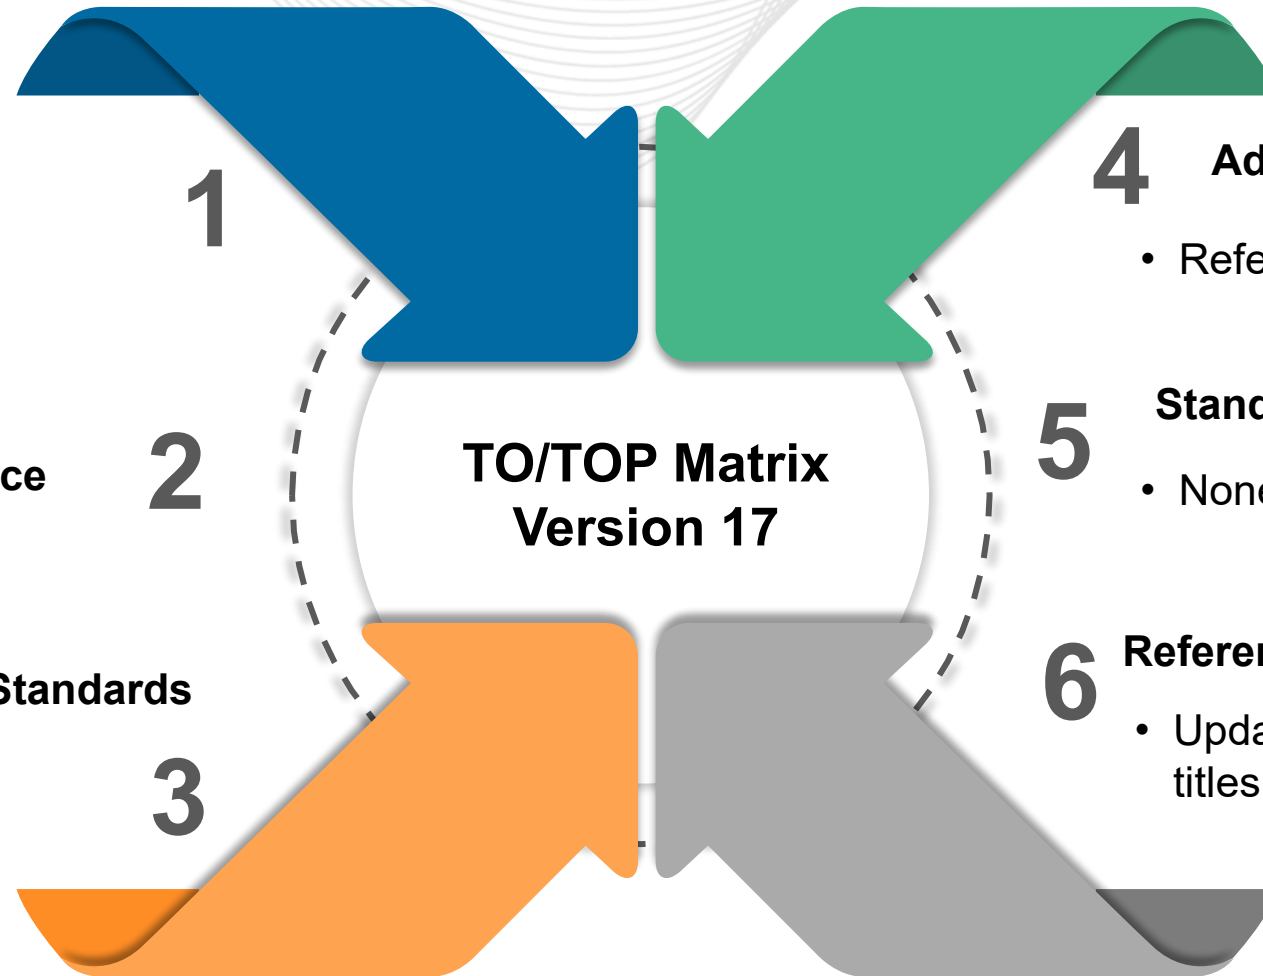 1
2
ce
Standards
3
TO/TOP Matrix
Version 17
4
Ad
• Refe
5
Stand
• None
6
Referen
• Upda
titles